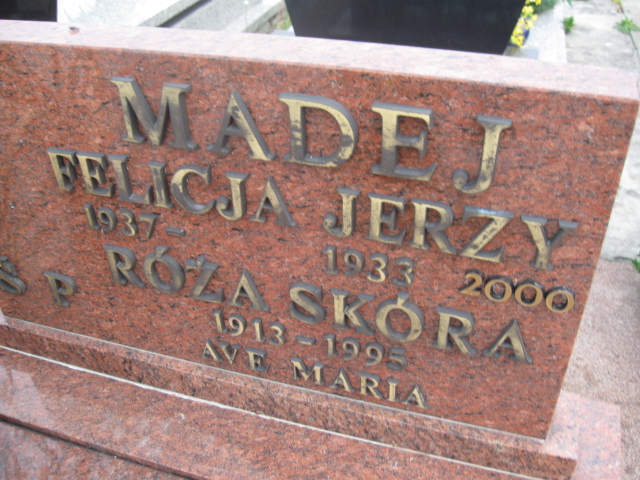 MADEJ
FELICJA JERZY
1937- 1933 2000
Ś P RÓŻA SKÓRA
1913-1995
AVE MARIA